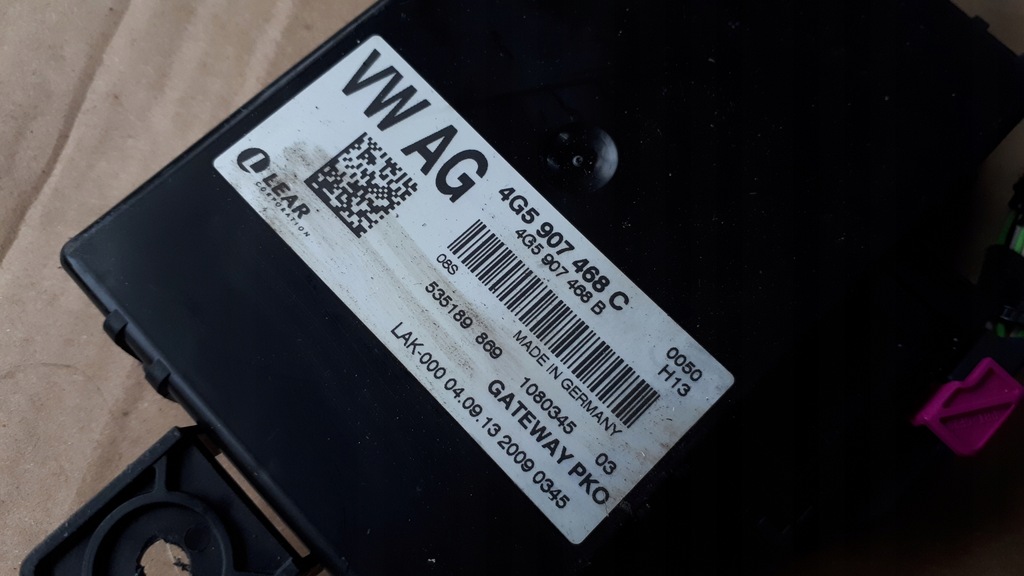 VW AG
LEAR
CORPORATION
4G5 907 468 C
4G5 907 468 B
0050
H13
08S
MADE IN GERMANY
535189 869
1080345
03
GATEWAY PKO
LAK-000 04.09.13 2009 0345